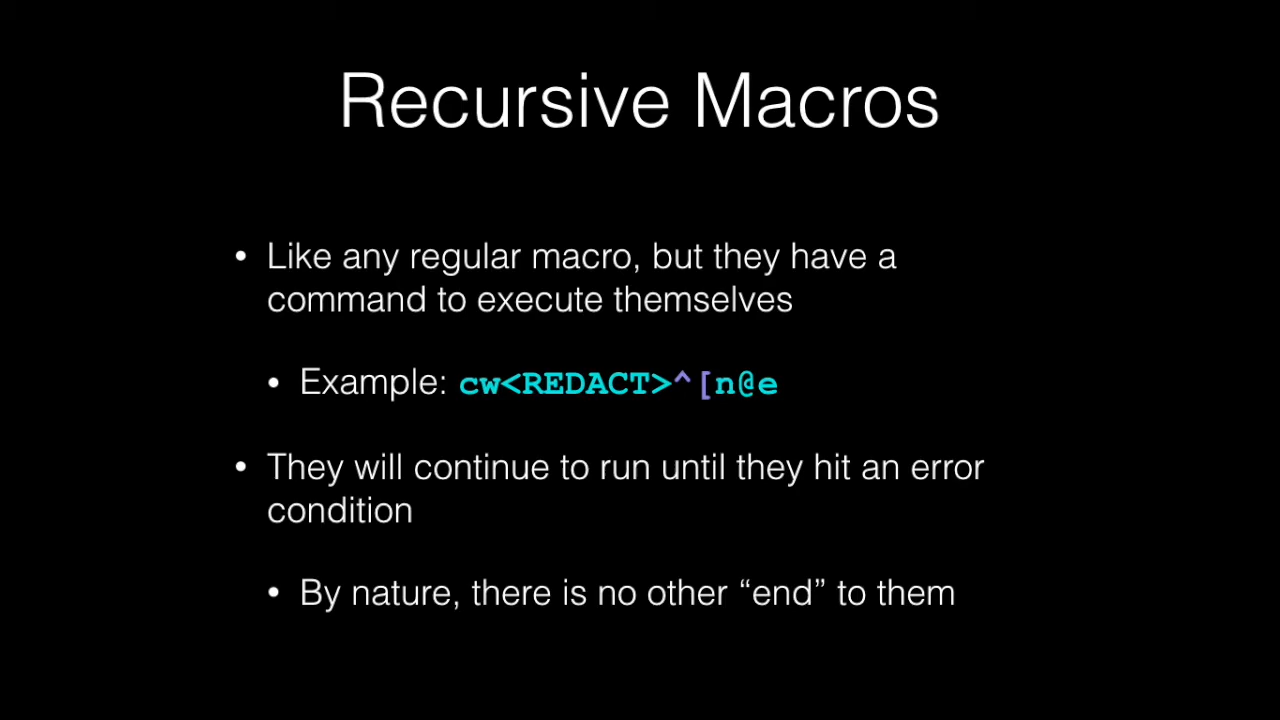 Recursive Macros
• Like any regular macro, but they have a
command to execute themselves
• Example: cw<REDACT>^[n@e
• They will continue to run until they hit an error
condition
• By nature, there is no other “end” to them